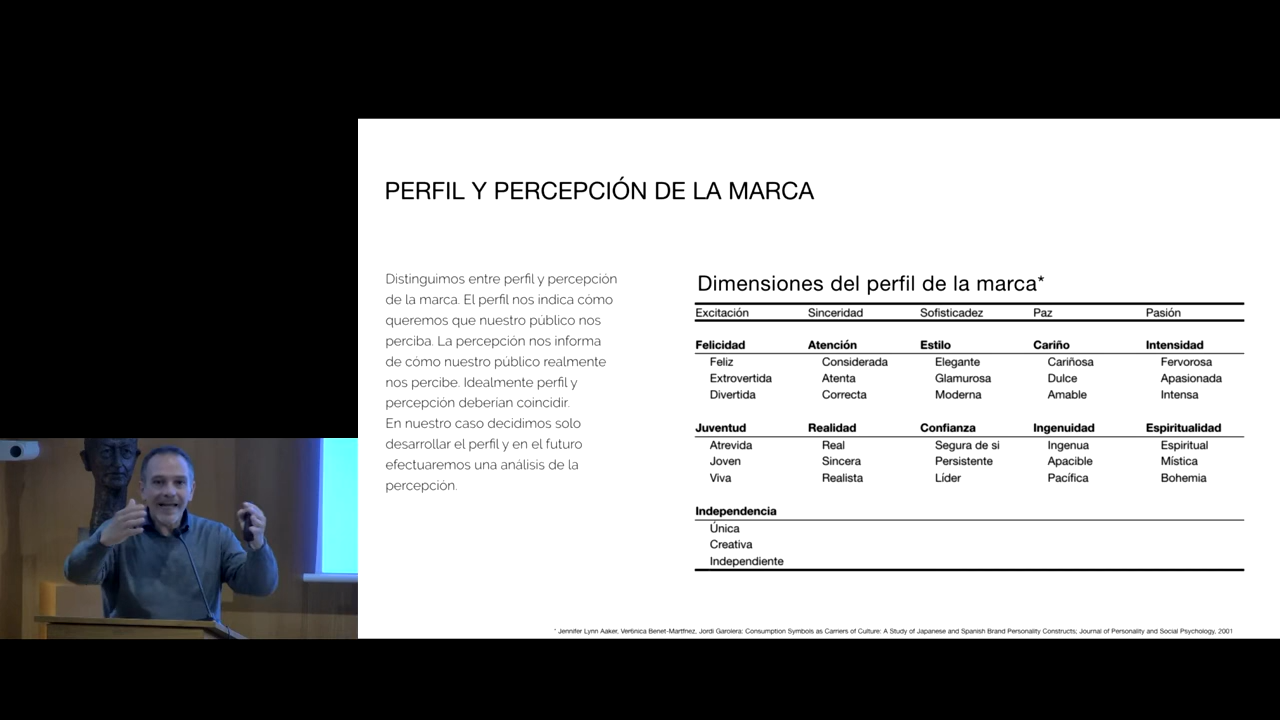 PERFIL Y PERCEPCIÓN DE LA MARCA
Distinguimos entre perfil y percepción
de la marca. El perfil nos indica cómo
queremos que nuestro público nos
perciba. La percepción nos informa
de cómo nuestro público realmente
nos percibe. Idealmente perfil y
percepción deberían coincidir.
En nuestro caso decidimos solo
desarrollar el perfil y en el futuro
efectuaremos una análisis de la
percepción.
Dimensiones del perfil de la marca*
Excitación Sinceridad Sofisticadez Paz Pasión
Felicidad Atención Estilo Cariño Intensidad
Feliz Considerada Elegante Cariñosa Fervorosa
Extrovertida Atenta Glamurosa Dulce Apasionada
Divertida Correcta Moderna Amable Intensa
Juventud Realidad Confianza Ingenuidad Espiritualidad
Atrevida Real Segura de si Ingenua Espiritual
Joven Sincera Persistente Apacible Mística
Viva Realista Líder Pacífica Bohemia
Independencia
Única
Creativa
Independiente
* Jennifer Lynn Aaker, Ver6nica Benet-Martfnez, Jordi Garolera: Consumption Symbols as Carriers of Culture: A Study of Japanese and Spanish Brand Personality Constructs; Journal of Personality and Social Psychology, 2001